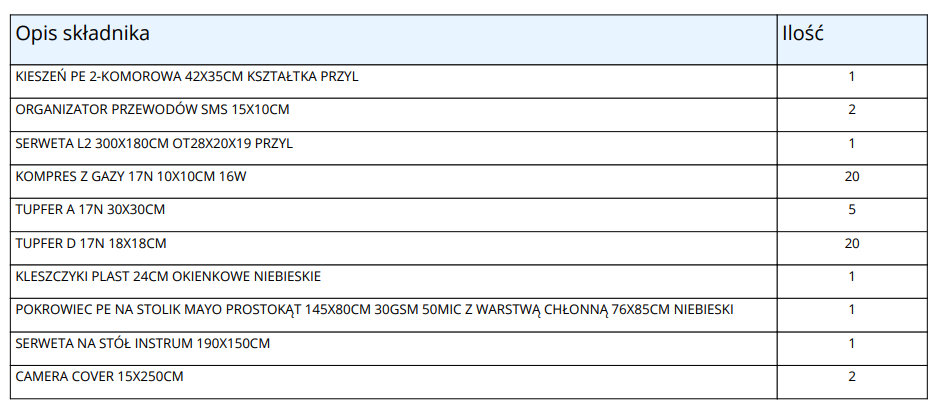 Opis składnika Ilość
KIESZEŃ PE 2-KOMOROWA 42X35CM KSZTAŁTKA PRZYL 1
ORGANIZATOR PRZEWODÓW SMS 15X10CM 2
SERWETA L2 300X180CM OT28X20X19 PRZYL 1
KOMPRES Z GAZY 17N 10X10CM 16W 20
TUPFER A 17N 30X30CM 5
TUPFER D 17N 18X18CM 20
KLESZCZYKI PLAST 24CM OKIENKOWE NIEBIESKIE 1
POKROWIEC PE NA STOLIK MAYO PROSTOKĄT 145X80CM 30GSM 50MIC Z WARSTWĄ CHŁONNĄ 76X85CM NIEBIESKI 1
SERWETA NA STÓŁ INSTRUM 190X150CM 1
CAMERA COVER 15X250CM 2